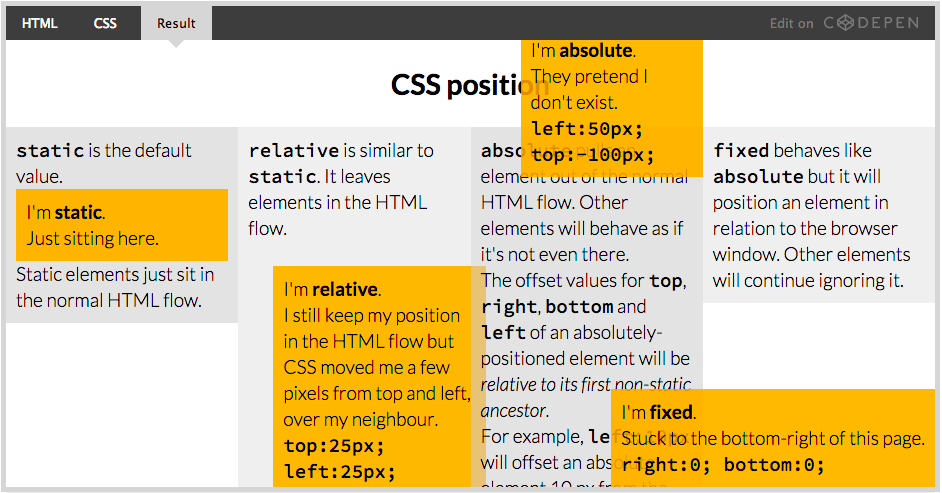 HTML CSS Result Edit on CODEPEN
CSS position
static is the default
value.
I'm static.
Just sitting here.
Static elements just sit in
the normal HTML flow.
relative is similar to
static. It leaves
elements in the HTML
flow.
I'm relative.
I still keep my position
in the HTML flow but
CSS moved me a few
pixels from top and left,
over my neighbour.
top:25px;
left:25px;
I'm absolute.
They pretend I
don't exist.
left:50px;
top:-100px;
absolute pulls an
element out of the normal
HTML flow. Other
elements will behave as if
it's not even there.
The offset values for top,
right, bottom and
left of an absolutely-
positioned element will be
relative to its first non-static
ancestor.
For example,
will offset an
element 10 px from the
fixed behaves like
absolute but it will
position an element in
relation to the browser
window. Other elements
will continue ignoring it.
I'm fixed.
Stuck to the bottom-right of this page.
right:0; bottom:0;